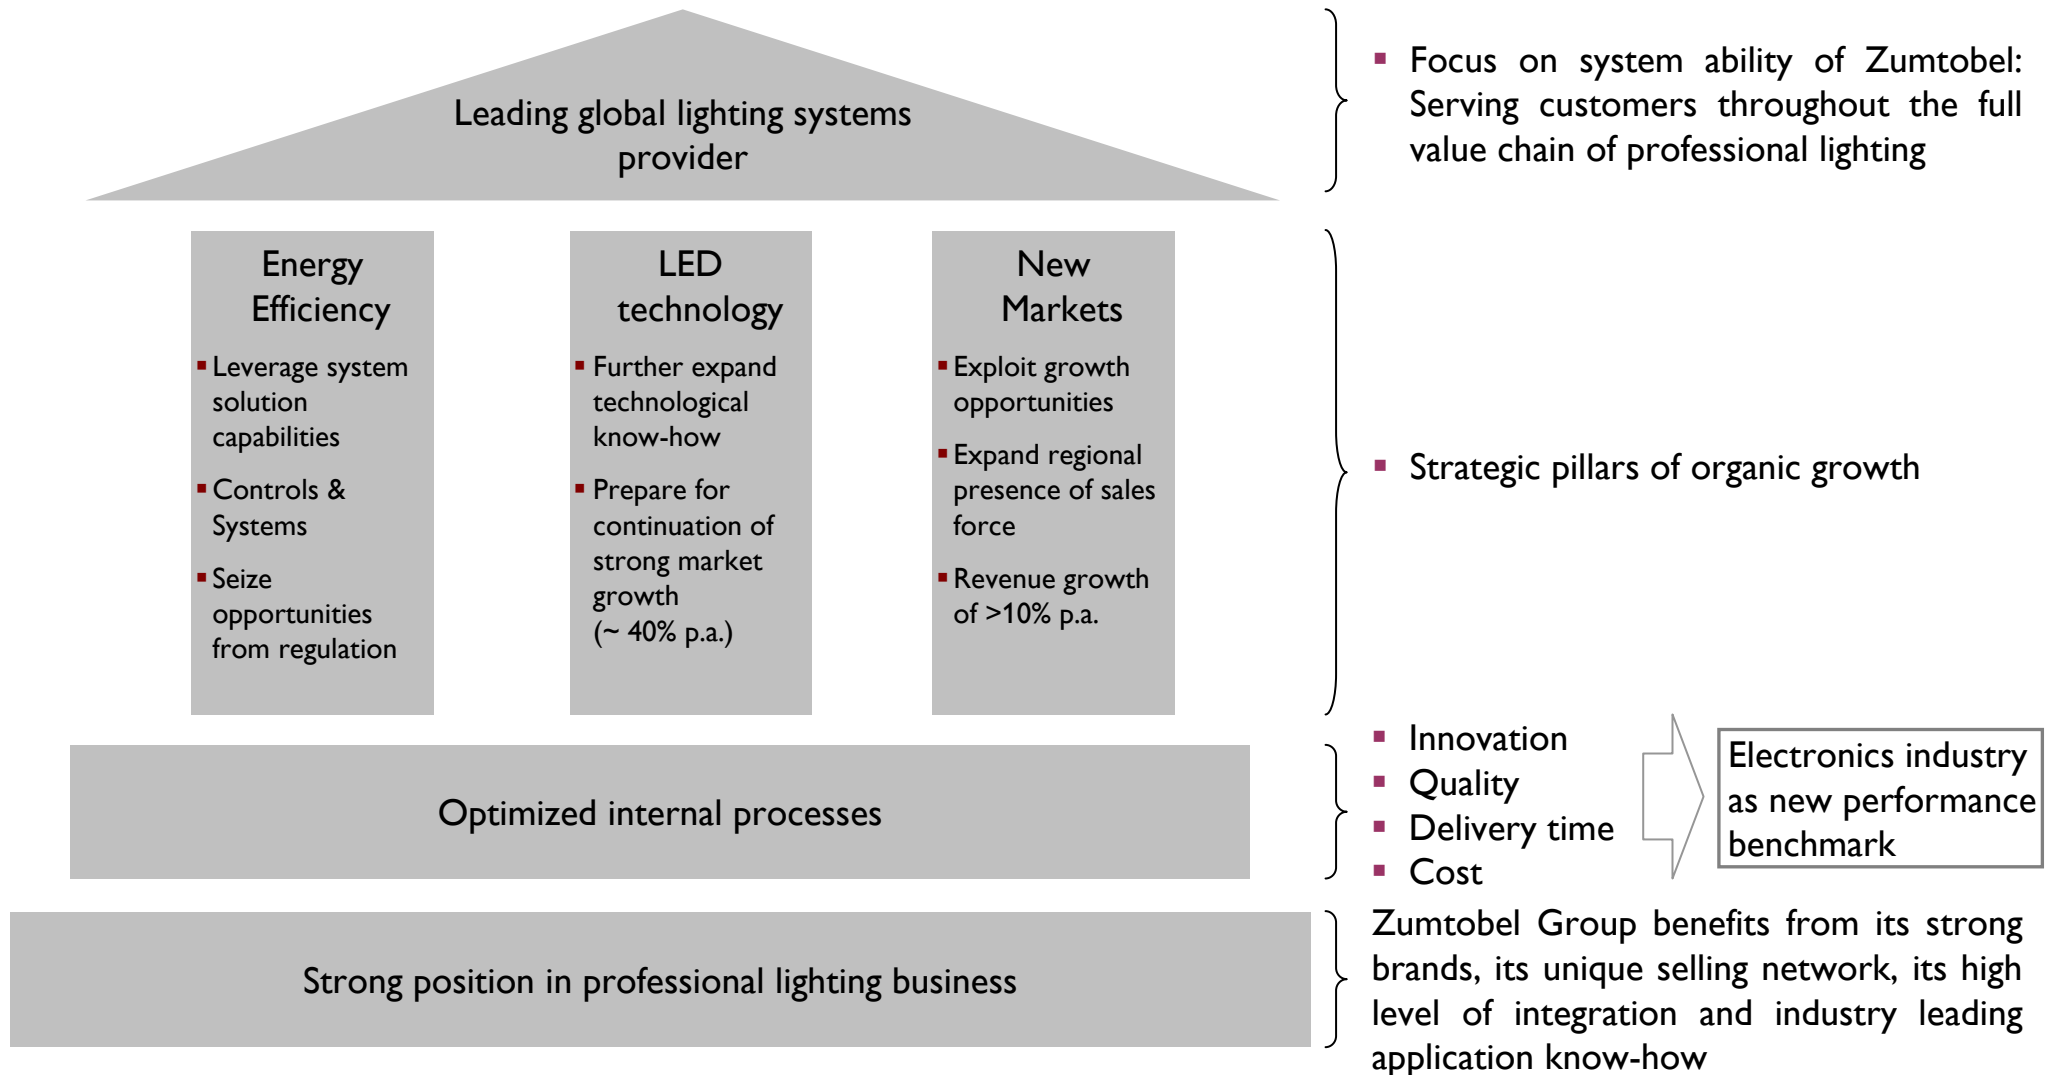 Leading global lighting systems
provider
▪ Focus on system ability of Zumtobel:
Serving customers throughout the full
value chain of professional lighting
Energy
Efficiency
▪ Leverage system
solution
capabilities
▪ Controls &
Systems
▪ Seize
opportunities
from regulation
LED
technology
▪ Further expand
technological
know-how
▪ Prepare for
continuation of
strong market
growth
(~ 40% p.a.)
New
Markets
▪ Exploit growth
opportunities
▪ Expand regional
presence of sales
force
▪ Revenue growth
of >10% p.a.
▪ Strategic pillars of organic growth
Optimized internal processes
▪ Innovation
▪ Quality
▪ Delivery time
▪ Cost
Electronics industry
as new performance
benchmark
Strong position in professional lighting business
Zumtobel Group benefits from its strong
brands, its unique selling network, its high
level of integration and industry leading
application know-how